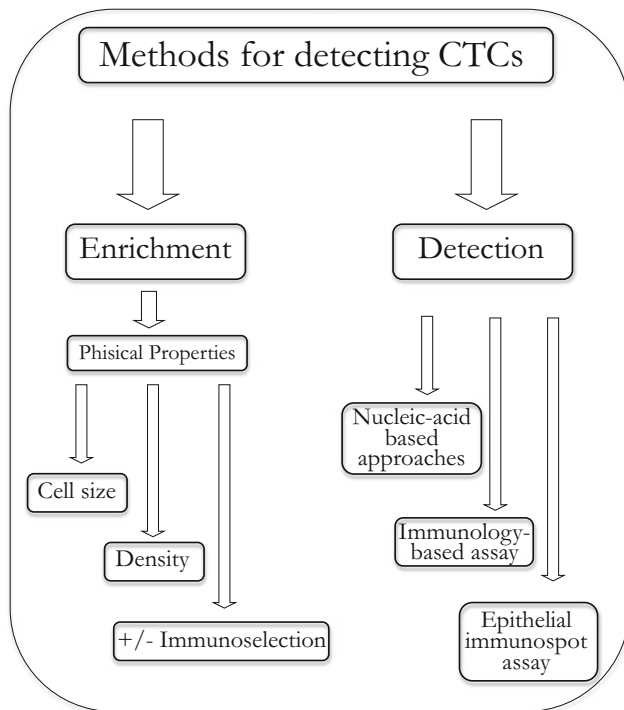 Methods for detecting CTCs
Enrichment
Detection
Phisical Properties
Nucleic-acid
based
approaches
Cell size
Immunology-
based assay
Density
Epithelial
immunospot
assay
+/- Immunoselection